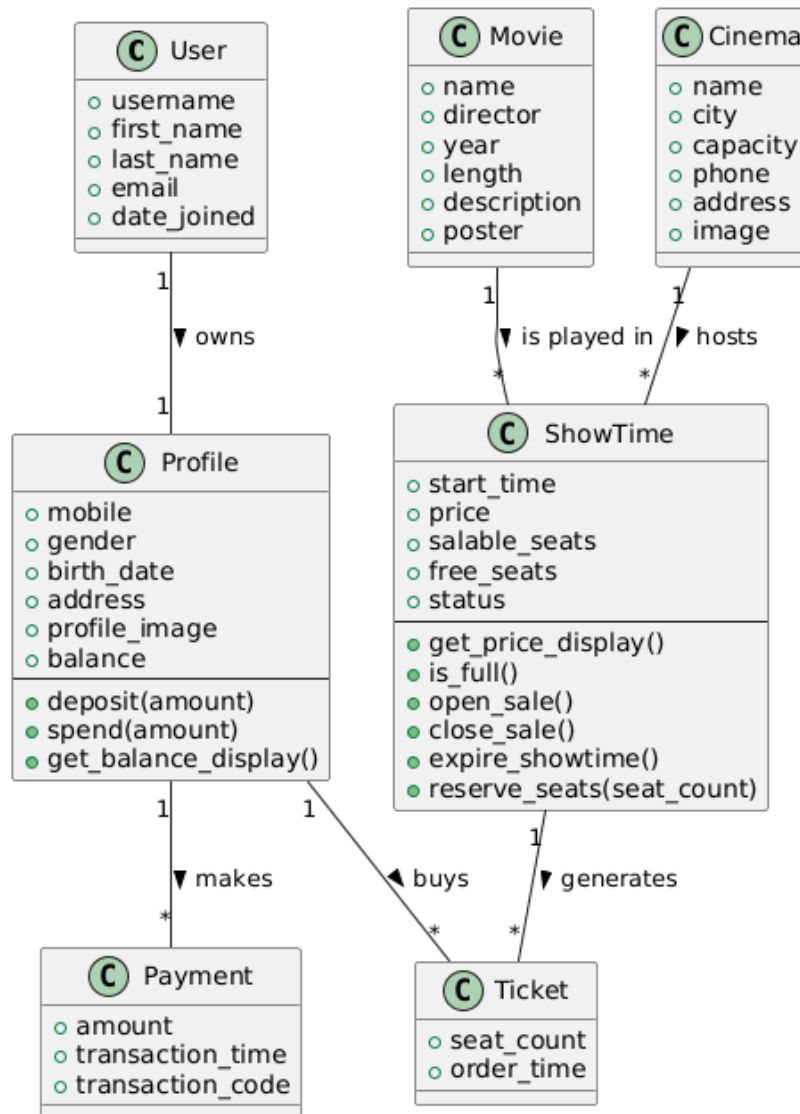 C User
username
first_name
last_name
email
date_joined
C Movie
name
director
year
length
description
poster
C Cinema
name
city
capacity
phone
address
image
1
owns
1
1
is played in
*
1
hosts
*
C Profile
mobile
gender
birth_date
address
profile_image
balance
deposit(amount)
spend(amount)
get_balance_display()
C ShowTime
start_time
price
salable_seats
free_seats
status
get_price_display()
is_full()
open_sale()
close_sale()
expire_showtime()
reserve_seats(seat_count)
1
makes
*
1
buys
*
1
generates
*
C Payment
amount
transaction_time
transaction_code
C Ticket
seat_count
order_time